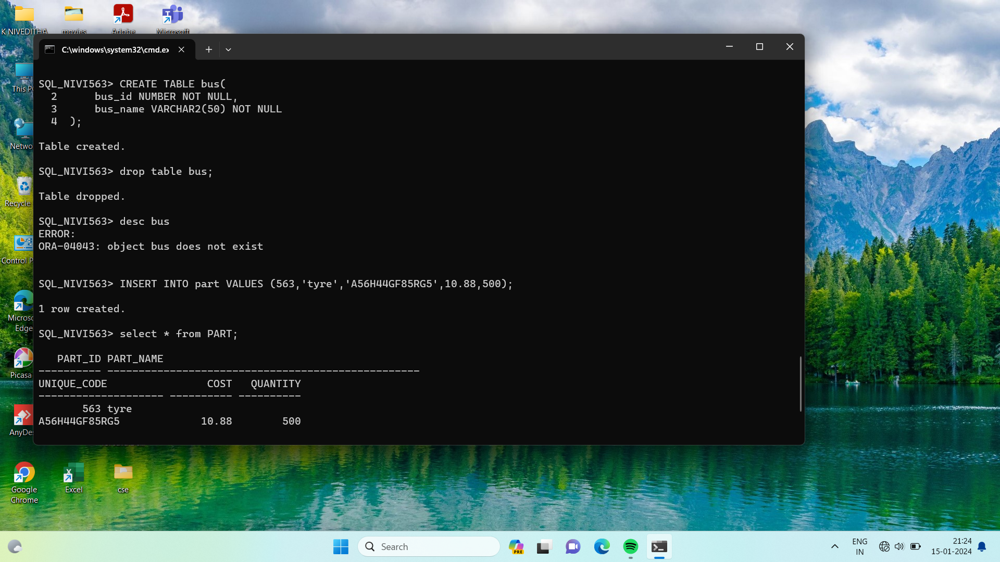 K NIVEDITHA
movies
Adobe
Microsoft
C:\windows\system32\cmd.ex
SQL_NIVI563> CREATE TABLE bus(
2 bus_id NUMBER NOT NULL,
3 bus_name VARCHAR2(50) NOT NULL
4 );
Table created.
SQL_NIVI563> drop table bus;
Table dropped.
SQL_NIVI563> desc bus
ERROR:
ORA-04043: object bus does not exist
SQL_NIVI563> INSERT INTO part VALUES (563,'tyre','A56H44GF85RG5',10.88,500);
1 row created.
SQL_NIVI563> select * from PART;
PART_ID PART_NAME
---------- --------------------------------------------------
UNIQUE_CODE COST QUANTITY
-------------------- ---------- ----------
563 tyre
A56H44GF85RG5 10.88 500
This P
Netwo
Recycle
Control P
Microso
Edge
Picasa
AnyDes
Google
Chrome
Excel
cse
Search
PRE
ENG
IN
21:24
15-01-2024